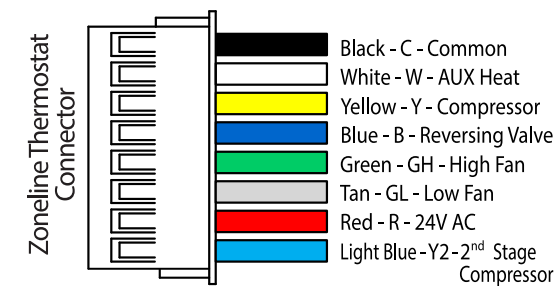 Zoneline Thermostat
Connector
Black - C - Common
White - W - AUX Heat
Yellow - Y - Compressor
Blue - B - Reversing Valve
Green - GH - High Fan
Tan - GL - Low Fan
Red - R - 24V AC
Light Blue - Y2 - 2nd Stage
Compressor